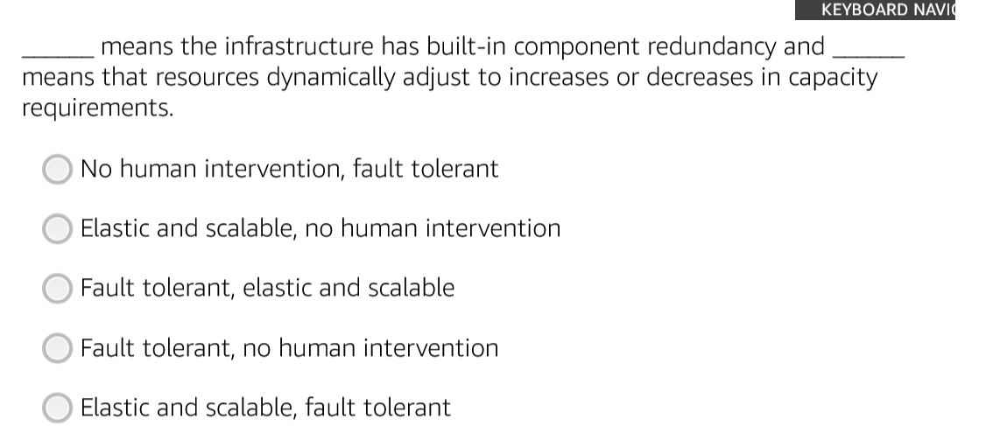 KEYBOARD NAVIG
______ means the infrastructure has built-in component redundancy and ______
means that resources dynamically adjust to increases or decreases in capacity
requirements.
No human intervention, fault tolerant
Elastic and scalable, no human intervention
Fault tolerant, elastic and scalable
Fault tolerant, no human intervention
Elastic and scalable, fault tolerant